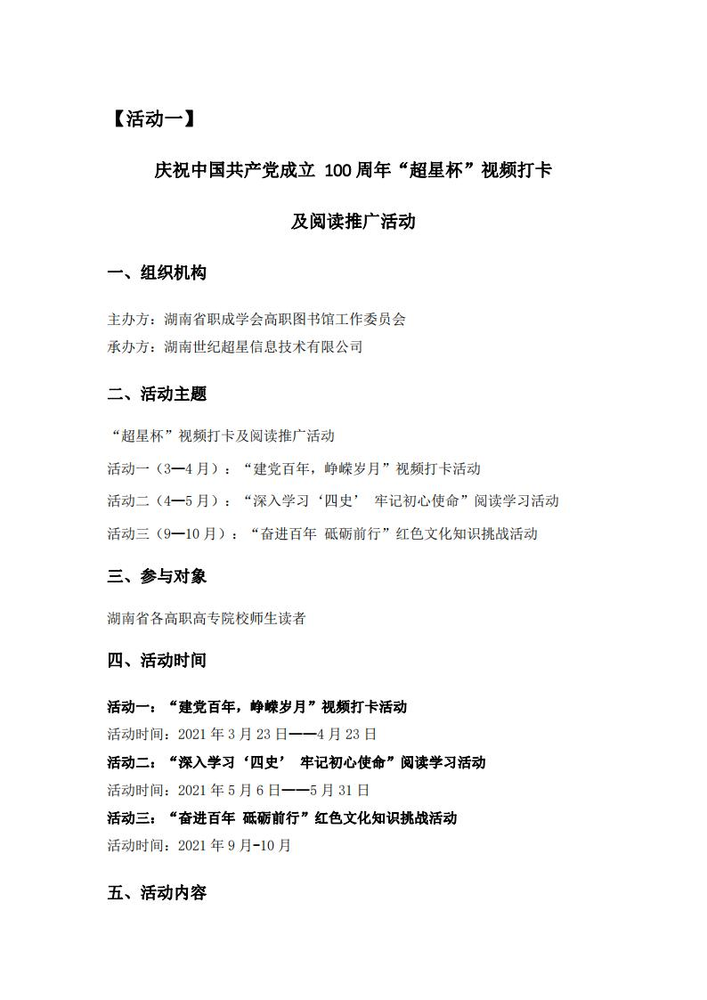 【活动一】
庆祝中国共产党成立 100 周年“超星杯”视频打卡
及阅读推广活动
一、组织机构
主办方：湖南省职成学会高职图书馆工作委员会
承办方：湖南世纪超星信息技术有限公司
二、活动主题
“超星杯”视频打卡及阅读推广活动
活动一（3—4 月）：“建党百年，峥嵘岁月”视频打卡活动
活动二（4—5 月）：“深入学习‘四史’ 牢记初心使命”阅读学习活动
活动三（9—10 月）：“奋进百年 砥砺前行”红色文化知识挑战活动
三、参与对象
湖南省各高职高专院校师生读者
四、活动时间
活动一：“建党百年，峥嵘岁月”视频打卡活动
活动时间：2021 年 3 月 23 日——4 月 23 日
活动二：“深入学习‘四史’ 牢记初心使命”阅读学习活动
活动时间：2021 年 5 月 6 日——5 月 31 日
活动三：“奋进百年 砥砺前行”红色文化知识挑战活动
活动时间：2021 年 9 月-10 月
五、活动内容